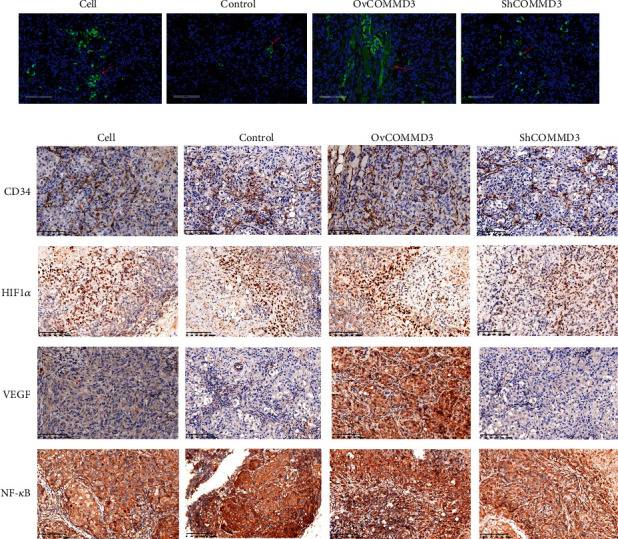 Cell Control OvCOMMD3 ShCOMMD3
Cell Control OvCOMMD3 ShCOMMD3
CD34
HIF1α
VEGF
NF-κB